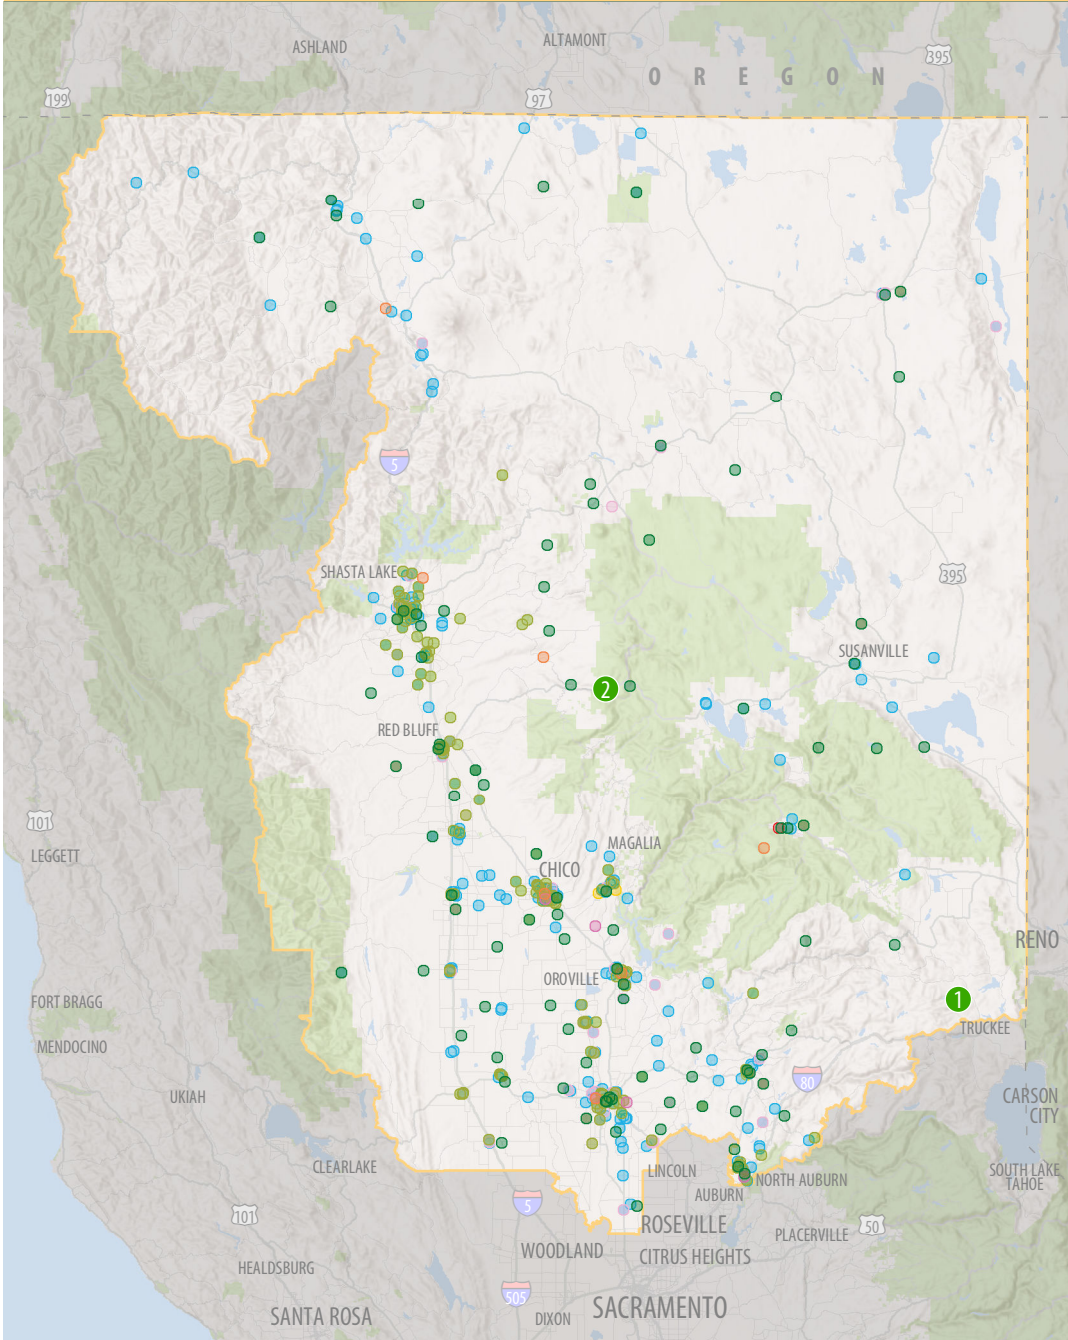 ASHLAND
ALTAMONT
395
O R E G O N
199
97
5
SHASTA LAKE
395
SUSANVILLE
2
RED BLUFF
101
MAGALIA
LEGGETT
CHICO
RENO
OROVILLE
1
FORT BRAGG
TRUCKEE
MENDOCINO
80
UKIAH
CARSON
CITY
CLEARLAKE
LINCOLN
NORTH AUBURN
SOUTH LAKE
TAHOE
AUBURN
5
101
ROSEVILLE
50
PLACERVILLE
WOODLAND
CITRUS HEIGHTS
HEALDSBURG
505
SANTA ROSA
DIXON
SACRAMENTO